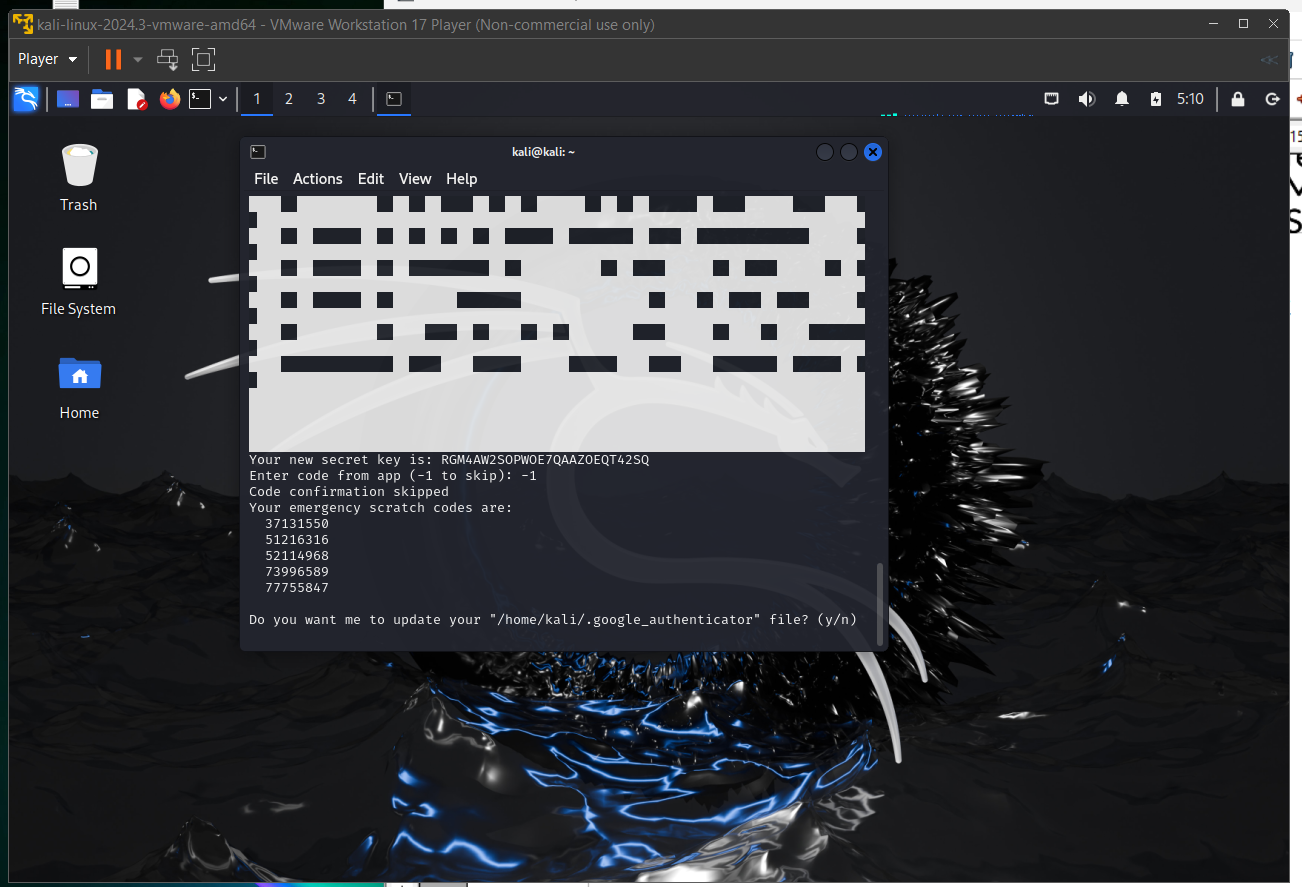 kali-linux-2024.3-vmware-amd64 - VMware Workstation 17 Player (Non-commercial use only)
Player
1 2 3 4
5:10
Trash
File System
Home
kali@kali: ~
File Actions Edit View Help
Your new secret key is: RGM4AW2SOPWOE7QAAZOEQT42SQ
Enter code from app (-1 to skip): -1
Code confirmation skipped
Your emergency scratch codes are:
37131550
51216316
52114968
73996589
77755847
Do you want me to update your "/home/kali/.google_authenticator" file? (y/n)